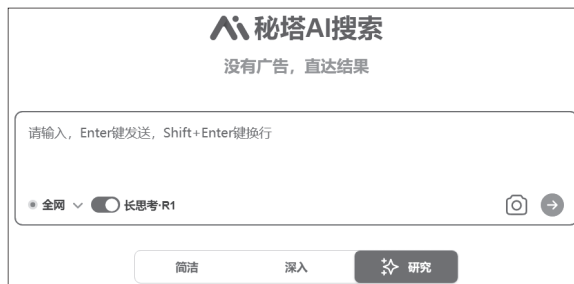 秘塔AI搜索
没有广告，直达结果
请输入，Enter键发送，Shift+Enter键换行
全网 长思考·R1
简洁 深入 研究